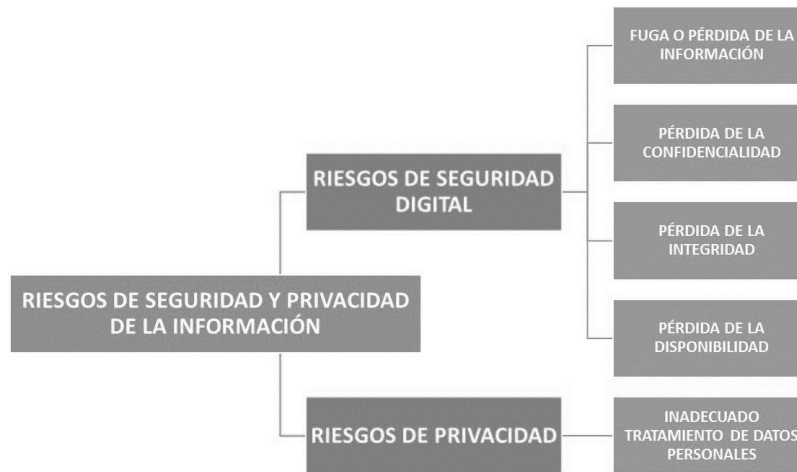 FUGA O PÉRDIDA DE LA
INFORMACIÓN
PÉRDIDA DE LA
CONFIDENCIALIDAD
RIESGOS DE SEGURIDAD
DIGITAL
PÉRDIDA DE LA
INTEGRIDAD
RIESGOS DE SEGURIDAD Y PRIVACIDAD
DE LA INFORMACIÓN
PÉRDIDA DE LA
DISPONIBILIDAD
RIESGOS DE PRIVACIDAD
INADECUADO
TRATAMIENTO DE DATOS
PERSONALES